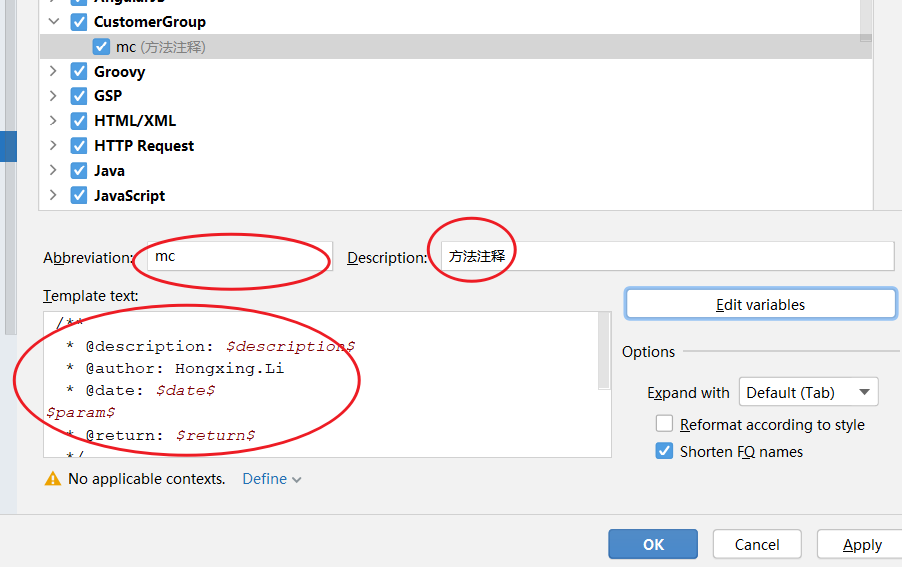 AngularJS
CustomerGroup
mc (方法注释)
Groovy
GSP
HTML/XML
HTTP Request
Java
JavaScript
Abbreviation: mc Description: 方法注释
Template text:
/**
* @description: $description$
* @author: Hongxing.Li
* @date: $date$
$param$
* @return: $return$
*/
Edit variables
Options
Expand with Default (Tab)
Reformat according to style
Shorten FQ names
No applicable contexts. Define
OK Cancel Apply